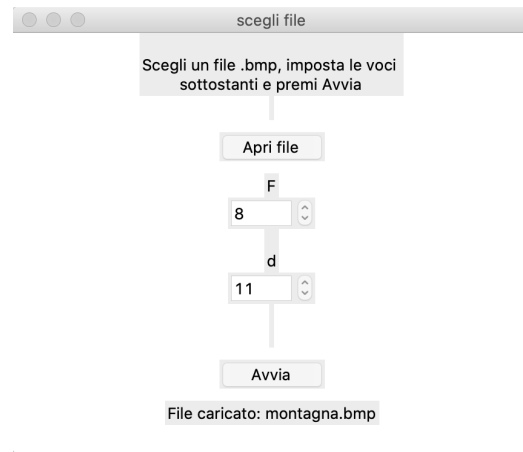 scegli file
Scegli un file .bmp, imposta le voci
sottostanti e premi Avvia
Apri file
F
8
d
11
Avvia
File caricato: montagna.bmp